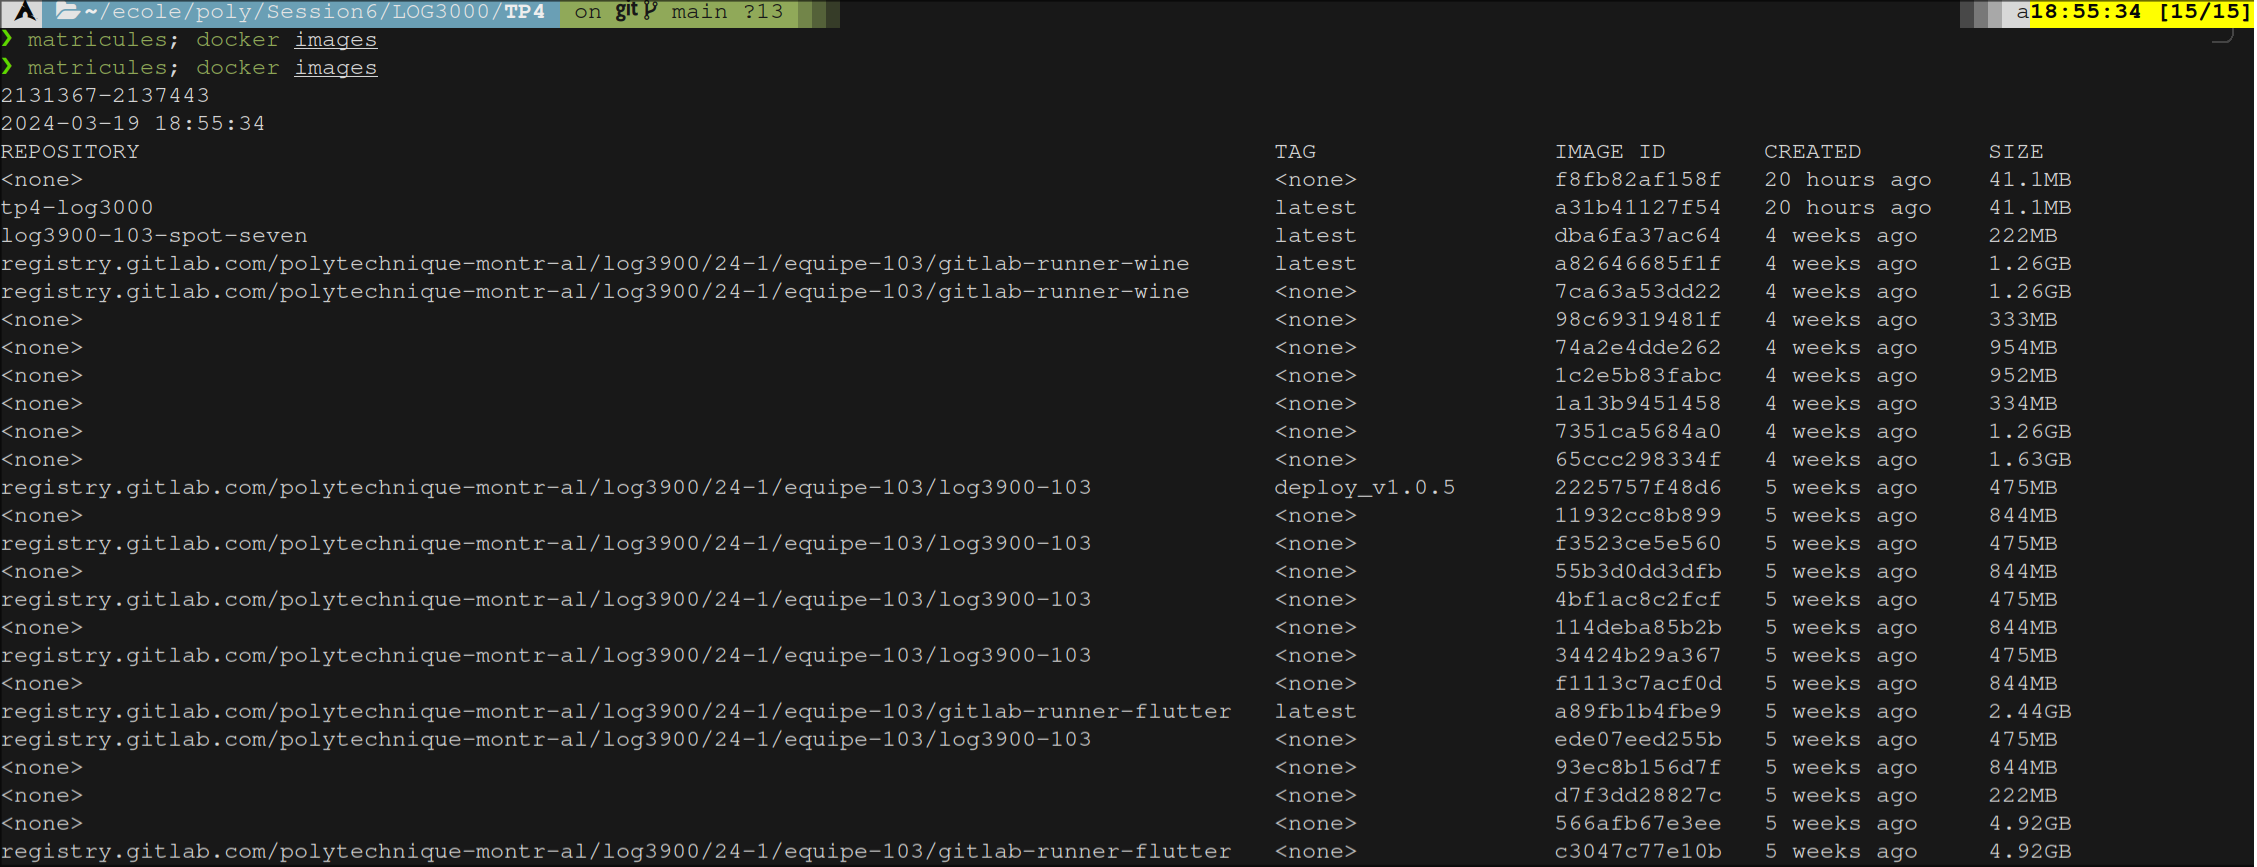 ~/ecole/poly/Session6/LOG3000/TP4 on git main ?13 a18:55:34 [15/15]
❯ matricules; docker images
❯ matricules; docker images
2131367-2137443
2024-03-19 18:55:34
REPOSITORY TAG IMAGE ID CREATED SIZE
<none> <none> f8fb82af158f 20 hours ago 41.1MB
tp4-log3000 latest a31b41127f54 20 hours ago 41.1MB
log3900-103-spot-seven latest dba6fa37ac64 4 weeks ago 222MB
registry.gitlab.com/polytechnique-montr-al/log3900/24-1/equipe-103/gitlab-runner-wine latest a82646685f1f 4 weeks ago 1.26GB
registry.gitlab.com/polytechnique-montr-al/log3900/24-1/equipe-103/gitlab-runner-wine <none> 7ca63a53dd22 4 weeks ago 1.26GB
<none> <none> 98c69319481f 4 weeks ago 333MB
<none> <none> 74a2e4dde262 4 weeks ago 954MB
<none> <none> 1c2e5b83fabc 4 weeks ago 952MB
<none> <none> 1a13b9451458 4 weeks ago 334MB
<none> <none> 7351ca5684a0 4 weeks ago 1.26GB
<none> <none> 65ccc298334f 4 weeks ago 1.63GB
registry.gitlab.com/polytechnique-montr-al/log3900/24-1/equipe-103/log3900-103 deploy_v1.0.5 2225757f48d6 5 weeks ago 475MB
<none> <none> 11932cc8b899 5 weeks ago 844MB
registry.gitlab.com/polytechnique-montr-al/log3900/24-1/equipe-103/log3900-103 <none> f3523ce5e560 5 weeks ago 475MB
<none> <none> 55b3d0dd3dfb 5 weeks ago 844MB
registry.gitlab.com/polytechnique-montr-al/log3900/24-1/equipe-103/log3900-103 <none> 4bf1ac8c2fcf 5 weeks ago 475MB
<none> <none> 114deba85b2b 5 weeks ago 844MB
registry.gitlab.com/polytechnique-montr-al/log3900/24-1/equipe-103/log3900-103 <none> 34424b29a367 5 weeks ago 475MB
<none> <none> f1113c7acf0d 5 weeks ago 844MB
registry.gitlab.com/polytechnique-montr-al/log3900/24-1/equipe-103/gitlab-runner-flutter latest a89fb1b4fbe9 5 weeks ago 2.44GB
registry.gitlab.com/polytechnique-montr-al/log3900/24-1/equipe-103/log3900-103 <none> ede07eed255b 5 weeks ago 475MB
<none> <none> 93ec8b156d7f 5 weeks ago 844MB
<none> <none> d7f3dd28827c 5 weeks ago 222MB
<none> <none> 566afb67e3ee 5 weeks ago 4.92GB
registry.gitlab.com/polytechnique-montr-al/log3900/24-1/equipe-103/gitlab-runner-flutter <none> c3047c77e10b 5 weeks ago 4.92GB